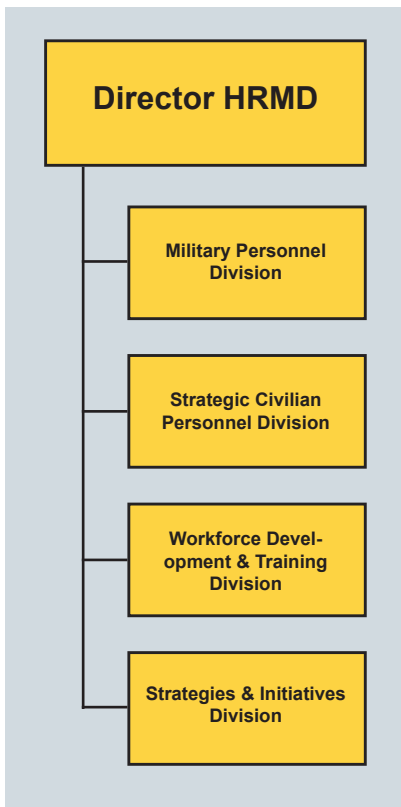 Director HRMD
Military Personnel
Division
Strategic Civilian
Personnel Division
Workforce Devel-
opment & Training
Division
Strategies & Initiatives
Division